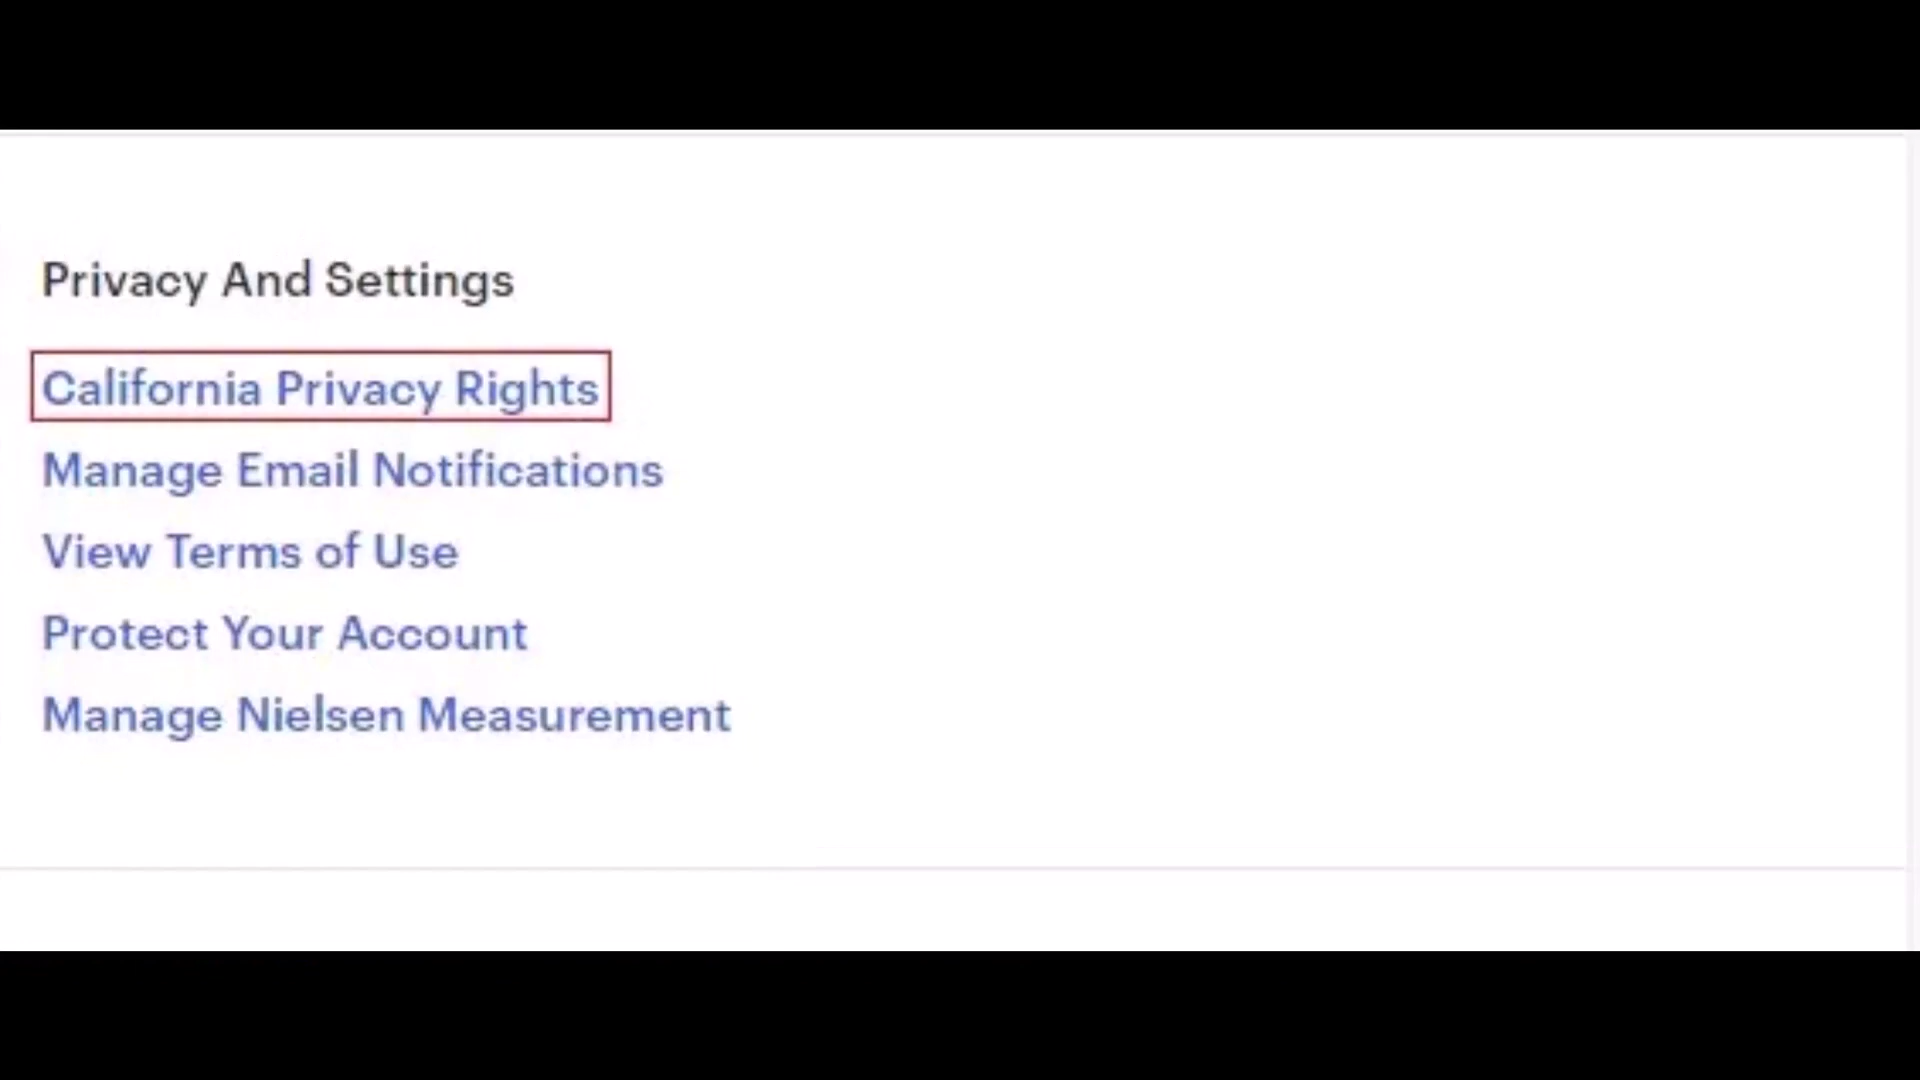 Privacy And Settings
California Privacy Rights
Manage Email Notifications
View Terms of Use
Protect Your Account
Manage Nielsen Measurement